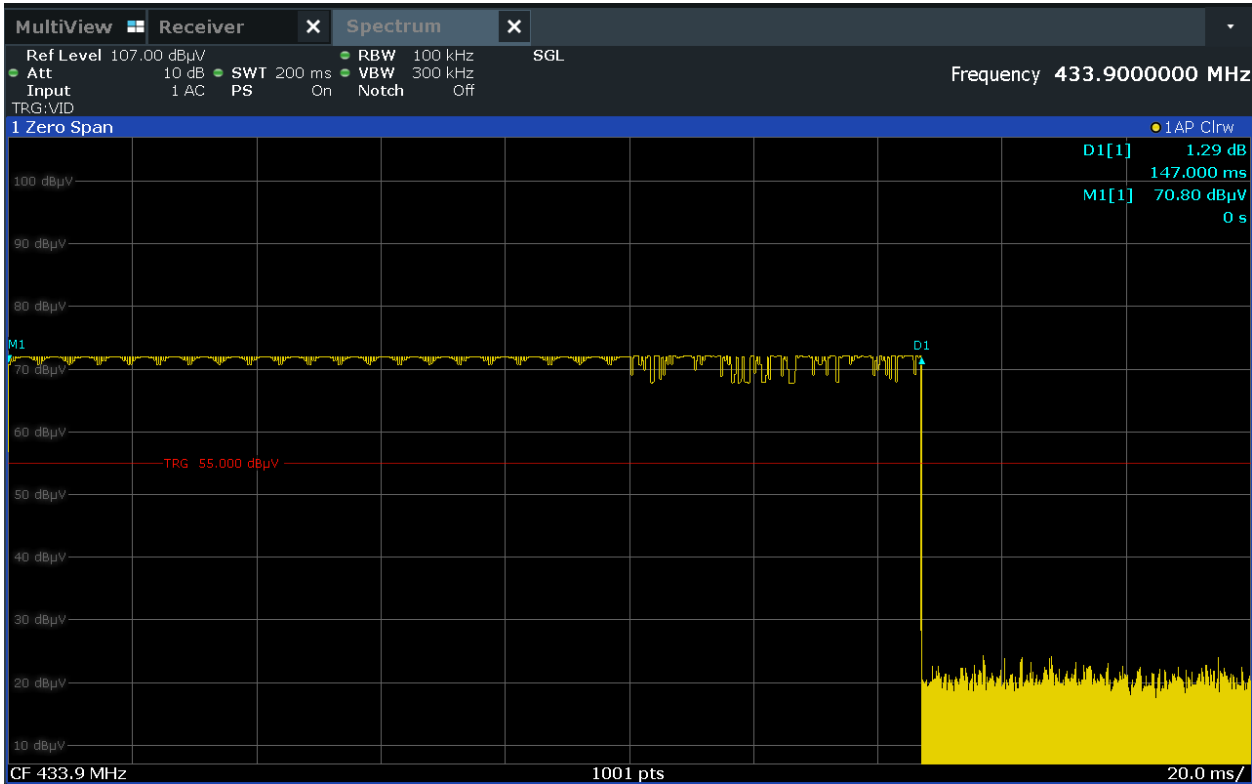 MultiView Receiver X Spectrum X
Ref Level 107.00 dBµV RBW 100 kHz SGL
Att 10 dB SWT 200 ms VBW 300 kHz Frequency 433.9000000 MHz
Input 1 AC PS On Notch Off
TRG:VID
1 Zero Span 1AP Clrw
D1[1] 1.29 dB
147.000 ms
100 dBµV
M1[1] 70.80 dBµV
0 s
90 dBµV
80 dBµV
M1 D1
70 dBµV
60 dBµV
TRG 55.000 dBµV
50 dBµV
40 dBµV
30 dBµV
20 dBµV
10 dBµV
CF 433.9 MHz 1001 pts 20.0 ms/